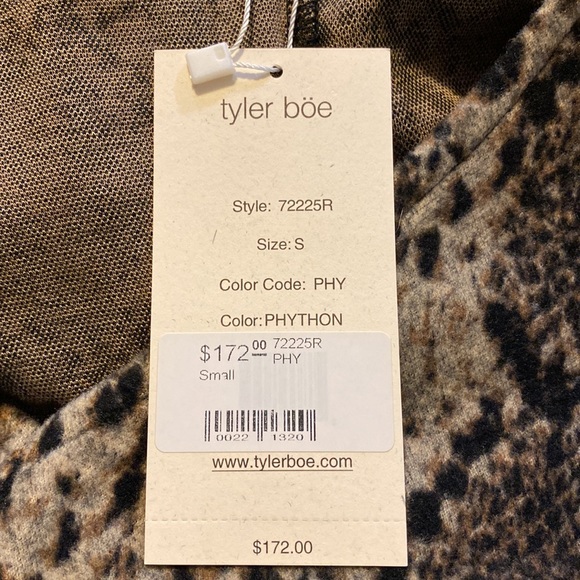 tyler böe
Style: 72225R
Size: S
Color Code: PHY
Color:PHYTHON
$172.00 72225R
PHY
Small
0022 1320
www.tylerboe.com
$172.00